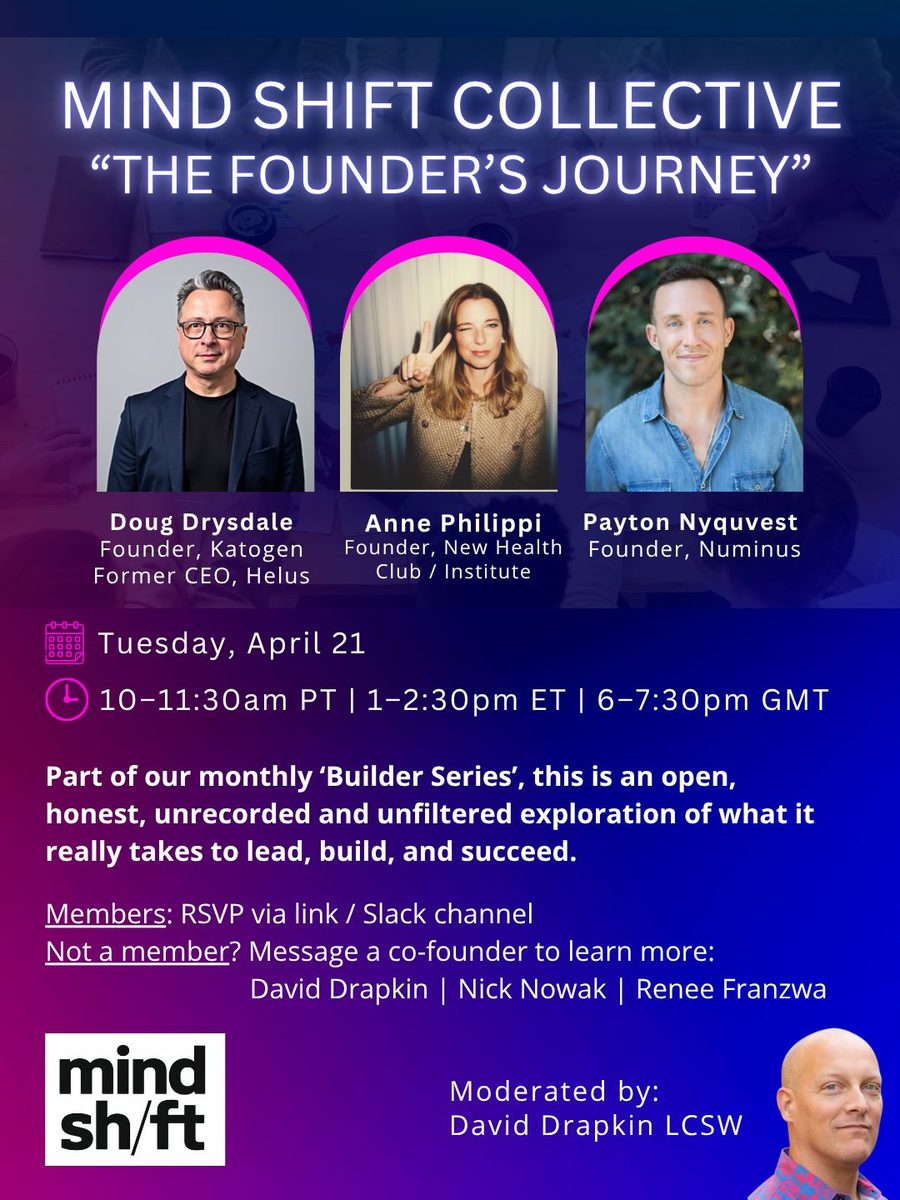 MIND SHIFT COLLECTIVE
“THE FOUNDER’S JOURNEY”
Doug Drysdale
Founder, Katogen
Former CEO, Helus
Anne Philippi
Founder, New Health
Club / Institute
Payton Nyquvest
Founder, Numinus
Tuesday, April 21
10–11:30am PT | 1–2:30pm ET | 6–7:30pm GMT
Part of our monthly ‘Builder Series’, this is an open,
honest, unrecorded and unfiltered exploration of what it
really takes to lead, build, and succeed.
Members: RSVP via link / Slack channel
Not a member? Message a co-founder to learn more:
David Drapkin | Nick Nowak | Renee Franzwa
mind
sh/ft
Moderated by:
David Drapkin LCSW